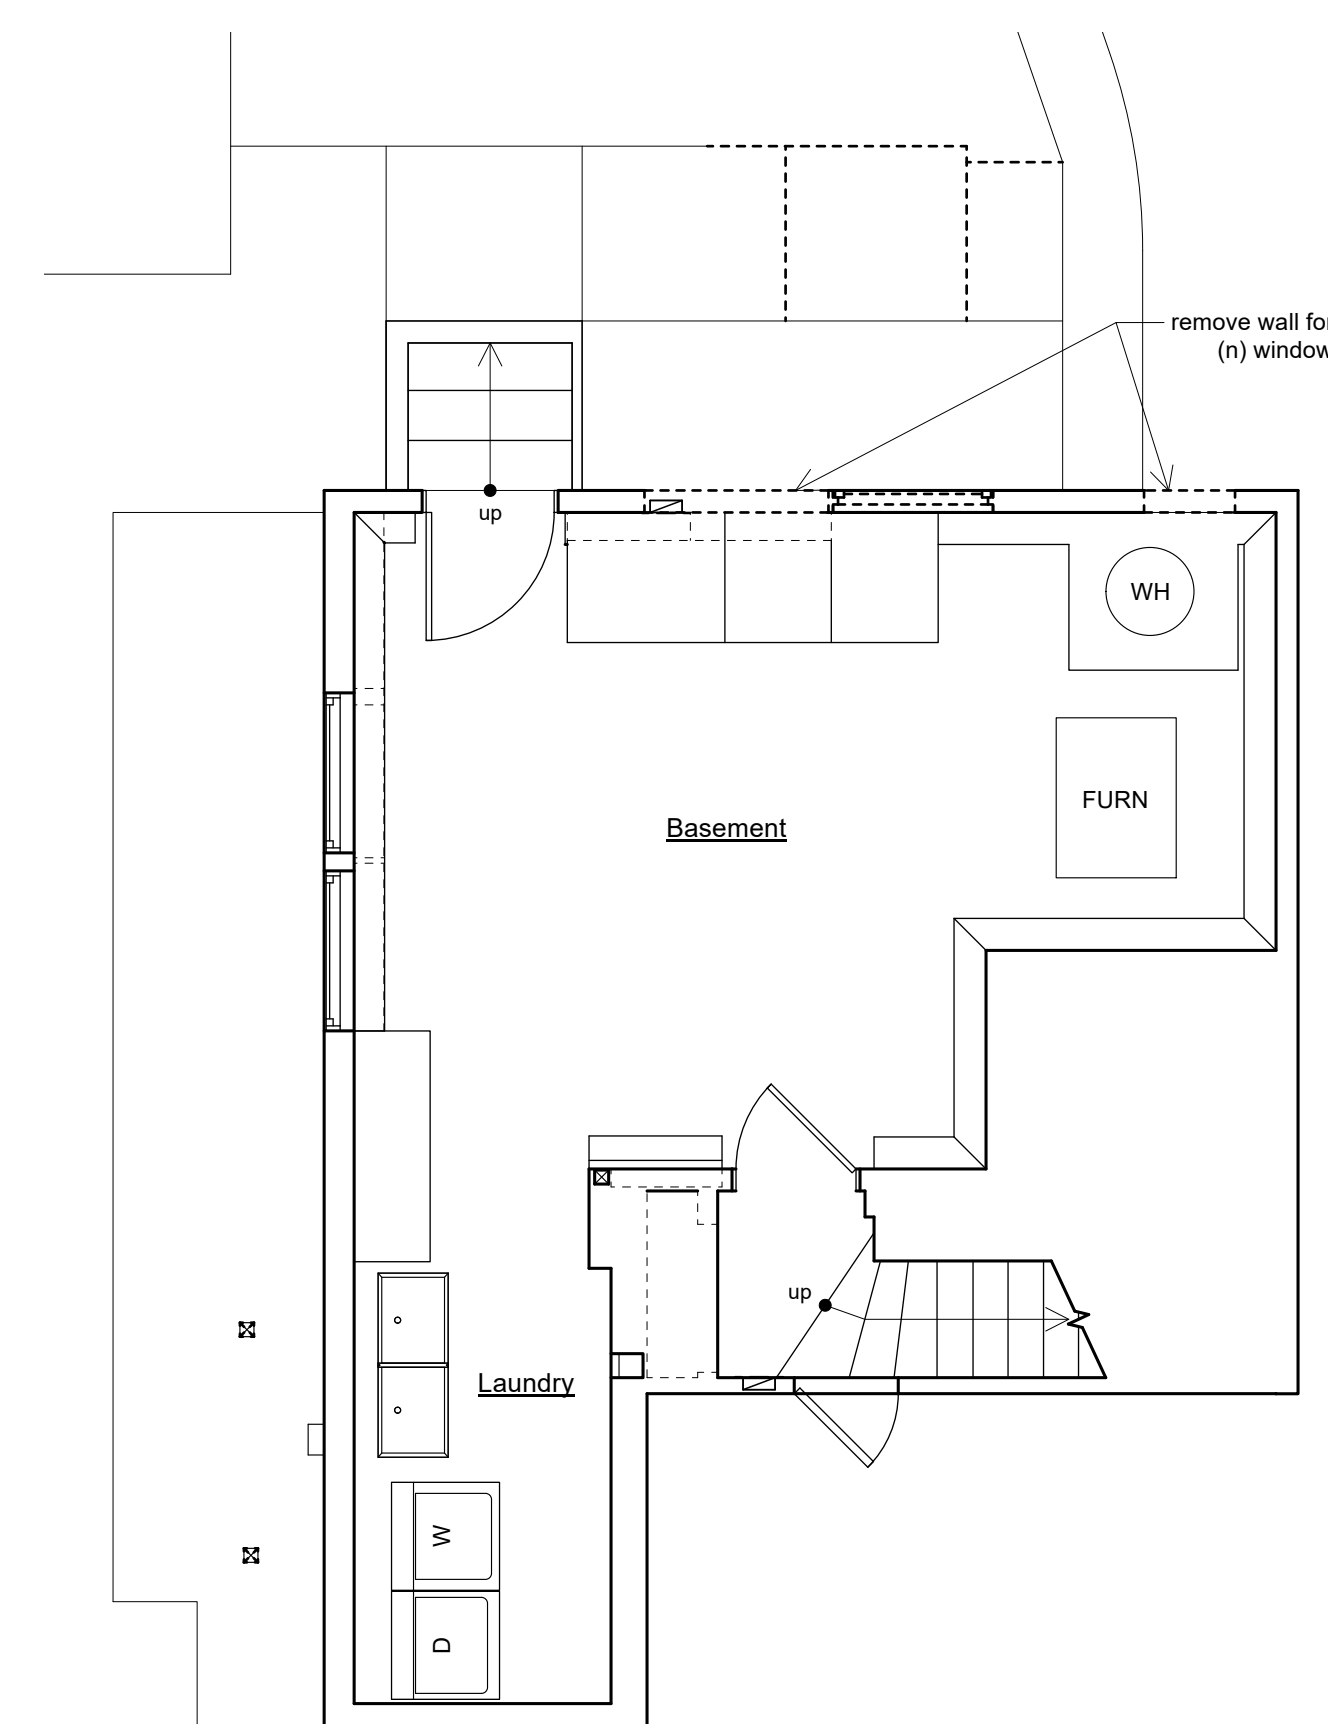 remove wall for
(n) window
up
WH
FURN
Basement
up
Laundry
W
D